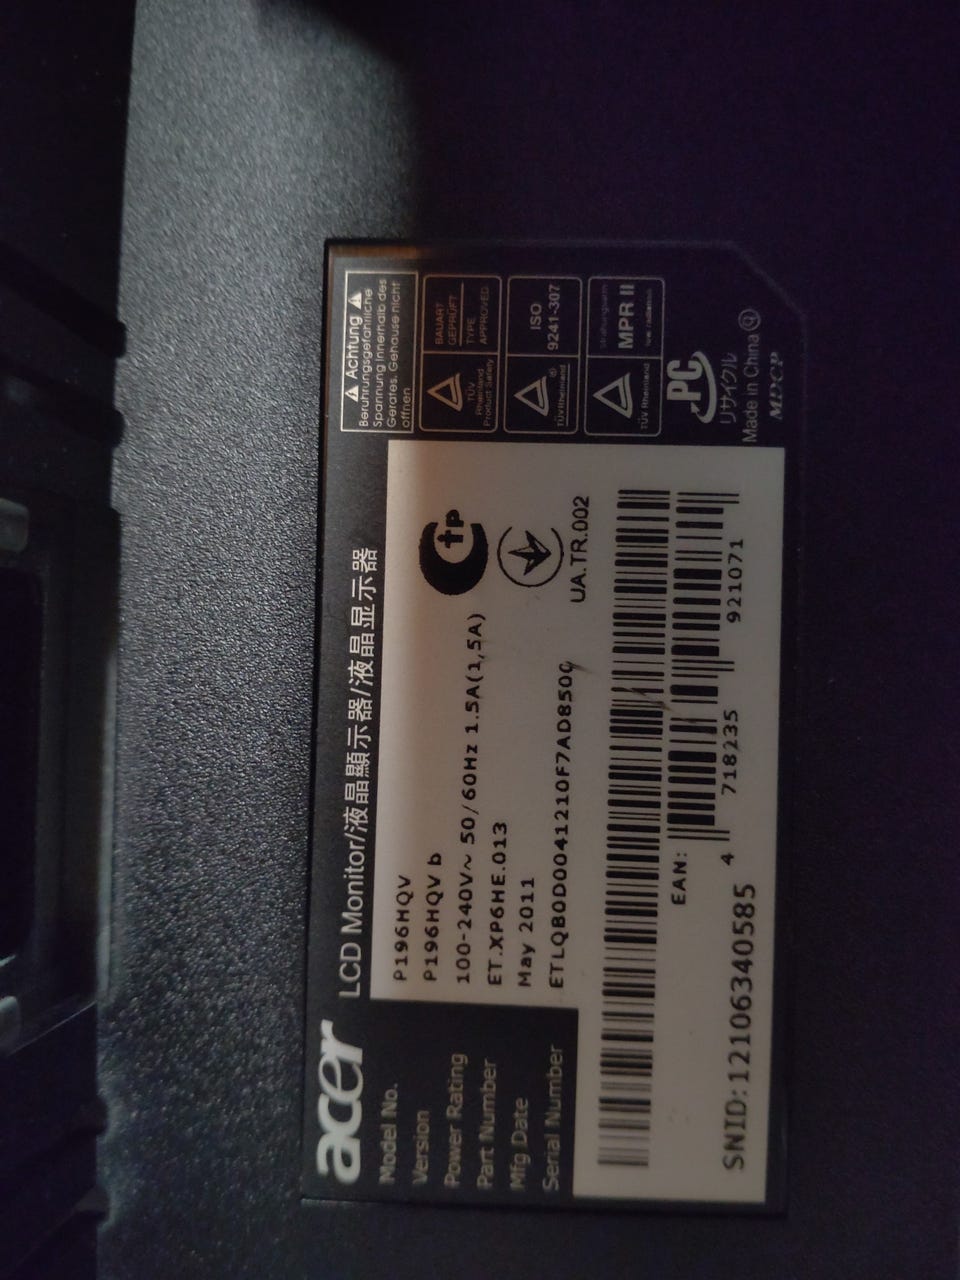 acer LCD Monitor/液晶顯示器/液晶显示器
Model No. P196HQV
Version P196HQV b
Power Rating 100-240V~ 50/60Hz 1.5A(1,5A)
Part Number ET.XP6HE.013
Mfg Date May 2011
Serial Number ETLQB0D0041210F7AD850C
UA.TR.002
EAN:
4 718235 921071
SNID:12106340585
Achtung
Berührungsgefährliche
Spannung innerhalb des
Gerätes. Gehäuse nicht
öffnen
TÜV
Rheinland
Product Safety
BAUART
GEPRÜFT
TYPE
APPROVED
TÜVRheinland
ISO
9241-307
TÜV Rheinland
MPR II
PC
リサイクル
Made in China Q
MDCP